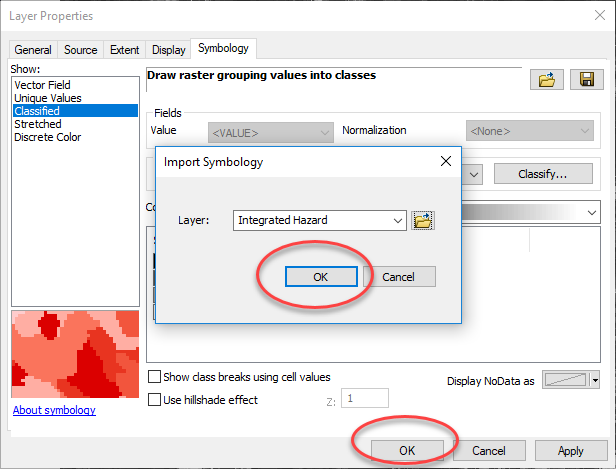 Layer Properties
General Source Extent Display Symbology
Show:
Vector Field
Unique Values
Classified
Stretched
Discrete Color
About symbology
Draw raster grouping values into classes
Fields
Value <VALUE> Normalization <None>
Classify...
Import Symbology
Layer: Integrated Hazard
OK Cancel
Show class breaks using cell values
Use hillshade effect Z: 1
Display NoData as
OK Cancel Apply